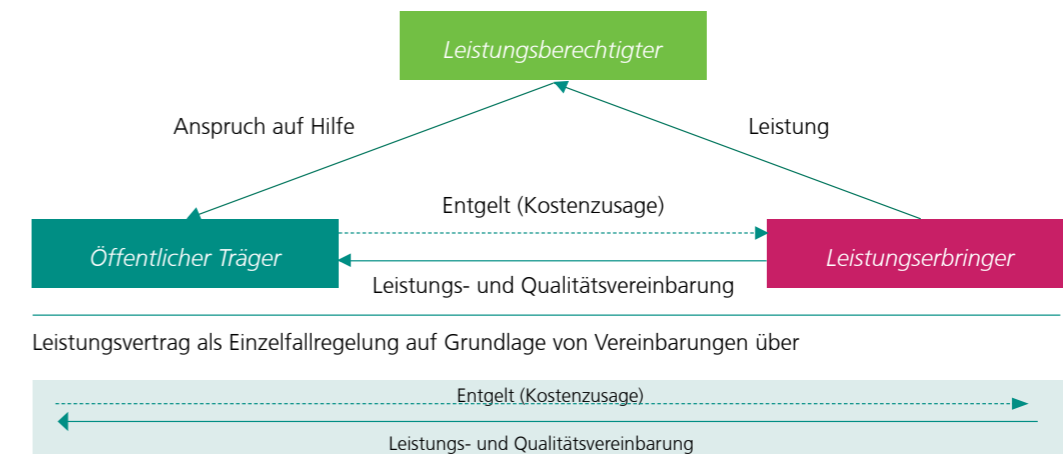 Leistungsberechtigter
Anspruch auf Hilfe
Leistung
Entgelt (Kostenzusage)
Öffentlicher Träger
Leistungserbringer
Leistungs- und Qualitätsvereinbarung
Leistungsvertrag als Einzelfallregelung auf Grundlage von Vereinbarungen über
Entgelt (Kostenzusage)
Leistungs- und Qualitätsvereinbarung